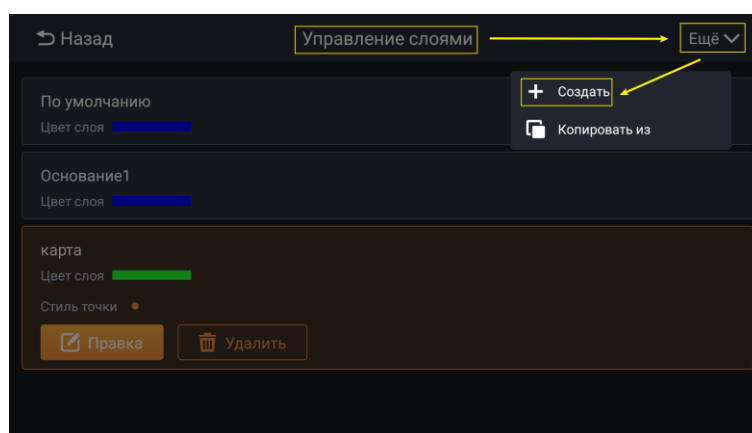 Назад Управление слоями Ещё
По умолчанию
Цвет слоя
Создать
Копировать из
Основание1
Цвет слоя
карта
Цвет слоя
Стиль точки
Правка Удалить